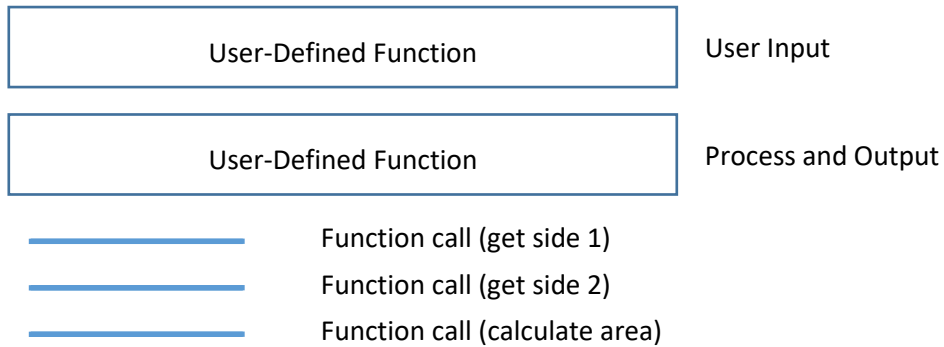 User-Defined Function User Input
User-Defined Function Process and Output
Function call (get side 1)
Function call (get side 2)
Function call (calculate area)